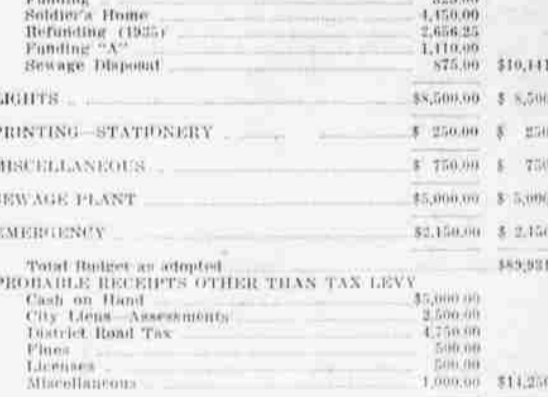 Funding
Soldier's Home 4,150.00
Refunding (1935) 2,656.25
Funding "A" 1,110.00
Sewage Disposal 875.00 $10,141
LIGHTS $8,500.00 $ 8,500
PRINTING—STATIONERY $ 250.00 $ 250
MISCELLANEOUS $ 750.00 $ 750
SEWAGE PLANT $5,000.00 $ 5,000
EMERGENCY $2,150.00 $ 2,150
Total Budget as adopted $89,931
PROBABLE RECEIPTS OTHER THAN TAX LEVY
Cash on Hand $5,000.00
City Liens—Assessments 2,500.00
District Road Tax 4,750.00
Fines 500.00
Licenses 500.00
Miscellaneous 1,000.00 $14,250